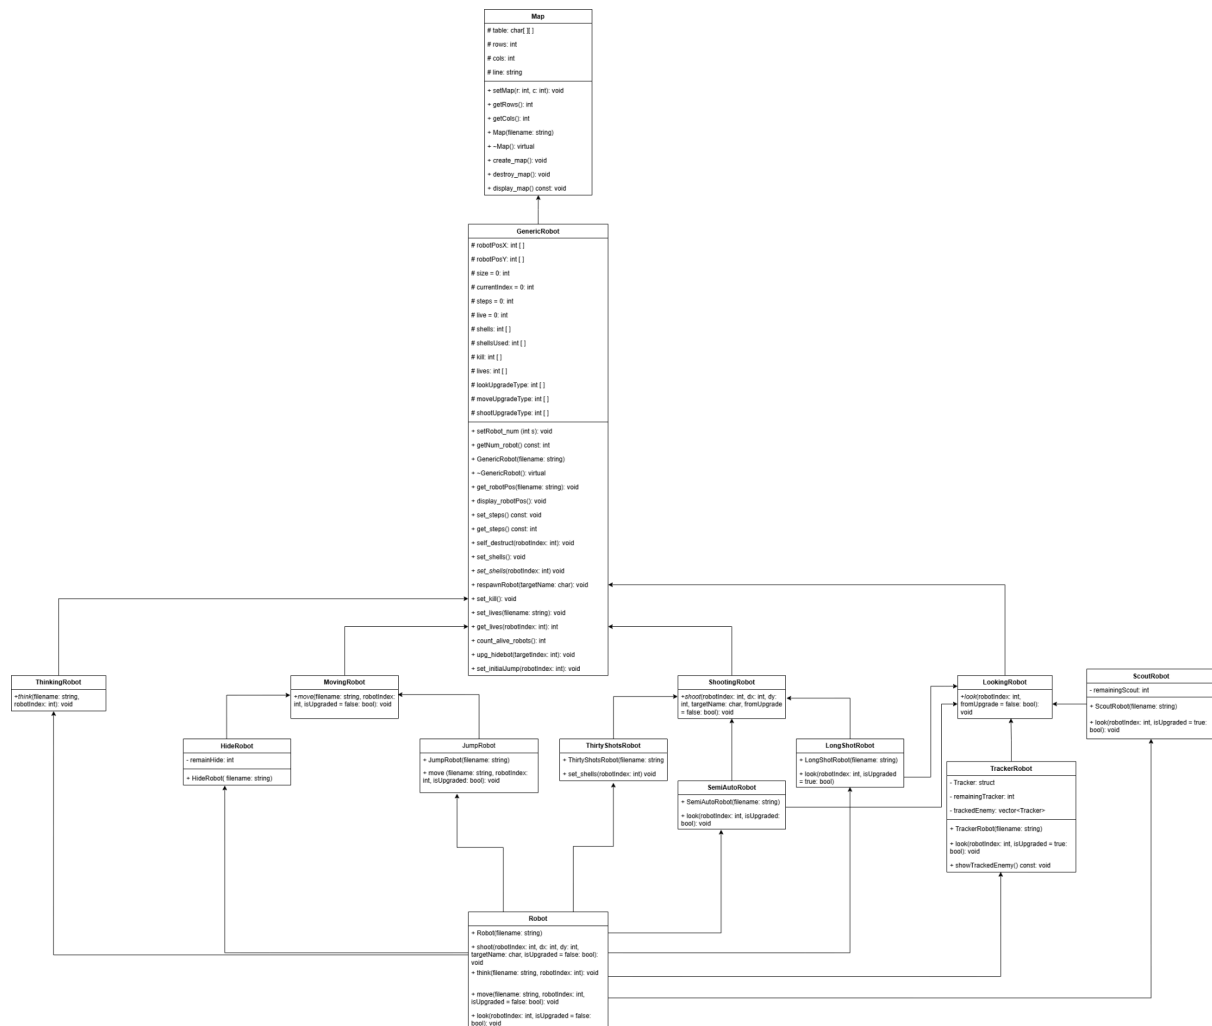 Map
# table: char[ ][ ]
# rows: int
# cols: int
# line: string
+ setMap(r: int, c: int): void
+ getRows(): int
+ getCols(): int
+ Map(filename: string)
+ ~Map(): virtual
+ create_map(): void
+ destroy_map(): void
+ display_map() const: void
GenericRobot
# robotPosX: int [ ]
# robotPosY: int [ ]
# size = 0: int
# currentIndex = 0: int
# steps = 0: int
# live = 0: int
# shells: int [ ]
# shellsUsed: int [ ]
# kill: int [ ]
# lives: int [ ]
# lookUpgradeType: int [ ]
# moveUpgradeType: int [ ]
# shootUpgradeType: int [ ]
+ setRobot_num (int s): void
+ getNum_robot() const: int
+ GenericRobot(filename: string)
+ ~GenericRobot(): virtual
+ get_robotPos(filename: string): void
+ display_robotPos(): void
+ set_steps() const: void
+ get_steps() const: int
+ self_destruct(robotIndex: int): void
+ set_shells(): void
+ set_shells(robotIndex: int) void
+ respawnRobot(targetName: char): void
+ set_kill(): void
+ set_lives(filename: string): void
+ get_lives(robotIndex: int): int
+ count_alive_robots(): int
+ upg_hidebot(targetIndex: int): void
+ set_initialJump(robotIndex: int): void
ThinkingRobot
+think(filename: string,
robotIndex: int): void
MovingRobot
+move(filename: string, robotIndex:
int, isUpgraded = false: bool): void
ShootingRobot
+shoot(robotIndex: int, dx: int, dy:
int, targetName: char, fromUpgrade
= false: bool): void
LookingRobot
+look(robotIndex: int,
fromUpgrade = false: bool):
void
ScoutRobot
- remainingScout: int
+ ScoutRobot(filename: string)
+ look(robotIndex: int, isUpgraded = true:
bool): void
HideRobot
- remainHide: int
+ HideRobot( filename: string)
JumpRobot
+ JumpRobot(filename: string)
+ move (filename: string, robotIndex:
int, isUpgraded: bool): void
ThirtyShotsRobot
+ ThirtyShotsRobot(filename: string
+ set_shells(robotIndex: int) void
LongShotRobot
+ LongShotRobot(filename: string)
+ look(robotIndex: int, isUpgraded
= true: bool)
SemiAutoRobot
+ SemiAutoRobot(filename: string)
+ look(robotIndex: int, isUpgraded:
bool): void
TrackerRobot
- Tracker: struct
- remainingTracker: int
- trackedEnemy: vector<Tracker>
+ TrackerRobot(filename: string)
+ look(robotIndex: int, isUpgraded = true:
bool): void
+ showTrackedEnemy() const: void
Robot
+ Robot(filename: string)
+ shoot(robotIndex: int, dx: int, dy: int,
targetName: char, isUpgraded = false: bool):
void
+ think(filename: string, robotIndex: int): void
+ move(filename: string, robotIndex: int,
isUpgraded = false: bool): void
+ look(robotIndex: int, isUpgraded = false:
bool): void